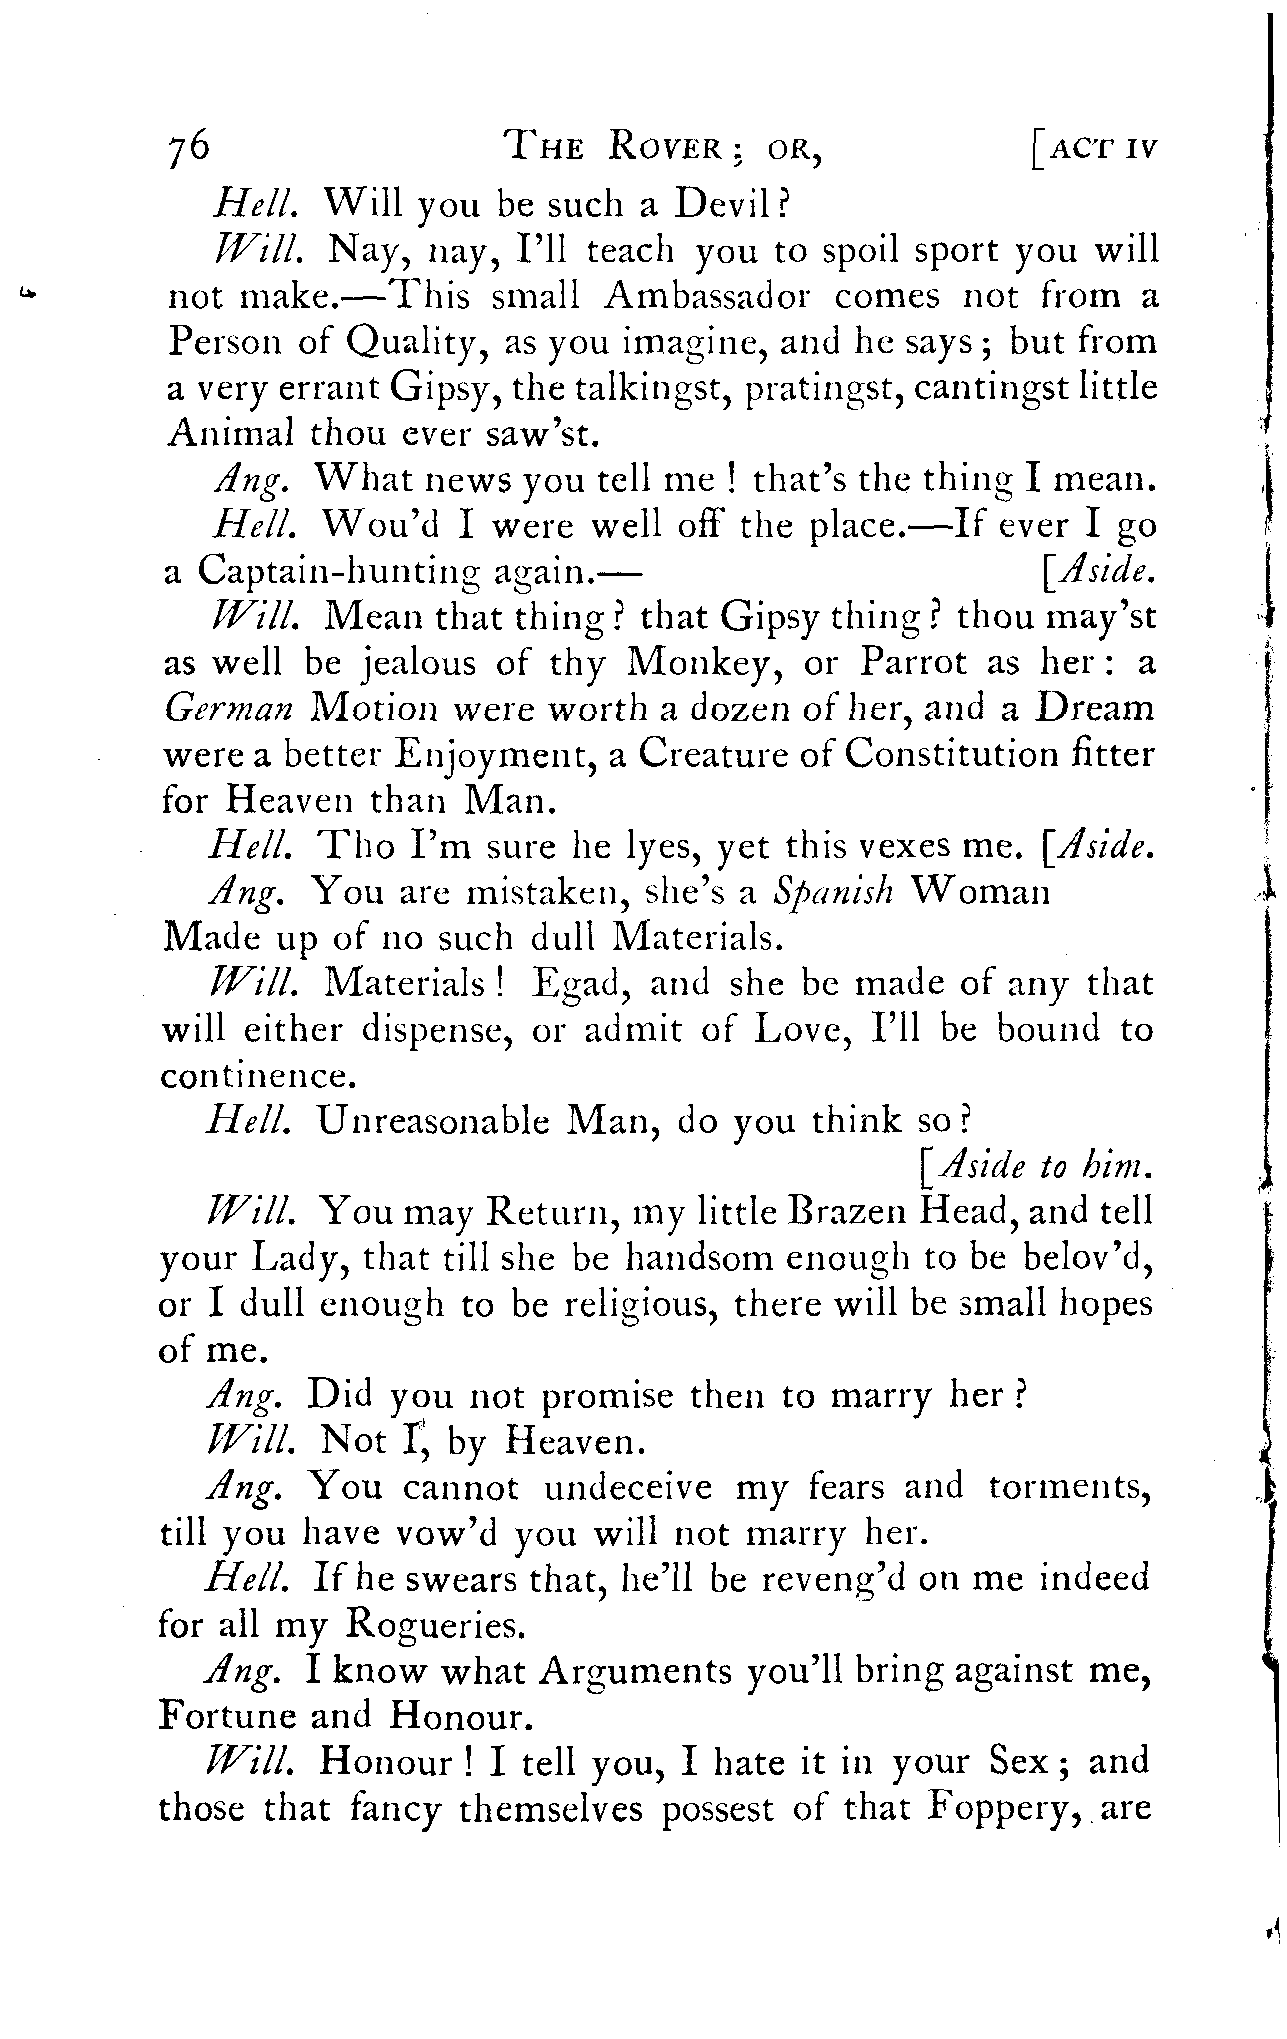 76 THE ROVER; OR, [ACT IV
Hell. Will you be such a Devil?
Will. Nay, nay, I'll teach you to spoil sport you will
not make.—This small Ambassador comes not from a
Person of Quality, as you imagine, and he says; but from
a very errant Gipsy, the talkingst, pratingst, cantingst little
Animal thou ever saw'st.
Ang. What news you tell me! that's the thing I mean.
Hell. Wou'd I were well off the place.—If ever I go
a Captain-hunting again.— [Aside.
Will. Mean that thing? that Gipsy thing? thou may'st
as well be jealous of thy Monkey, or Parrot as her: a
German Motion were worth a dozen of her, and a Dream
were a better Enjoyment, a Creature of Constitution fitter
for Heaven than Man.
Hell. Tho I'm sure he lyes, yet this vexes me. [Aside.
Ang. You are mistaken, she's a Spanish Woman
Made up of no such dull Materials.
Will. Materials! Egad, and she be made of any that
will either dispense, or admit of Love, I'll be bound to
continence.
Hell. Unreasonable Man, do you think so?
[Aside to him.
Will. You may Return, my little Brazen Head, and tell
your Lady, that till she be handsom enough to be belov'd,
or I dull enough to be religious, there will be small hopes
of me.
Ang. Did you not promise then to marry her?
Will. Not I, by Heaven.
Ang. You cannot undeceive my fears and torments,
till you have vow'd you will not marry her.
Hell. If he swears that, he'll be reveng'd on me indeed
for all my Rogueries.
Ang. I know what Arguments you'll bring against me,
Fortune and Honour.
Will. Honour! I tell you, I hate it in your Sex; and
those that fancy themselves possest of that Foppery, are